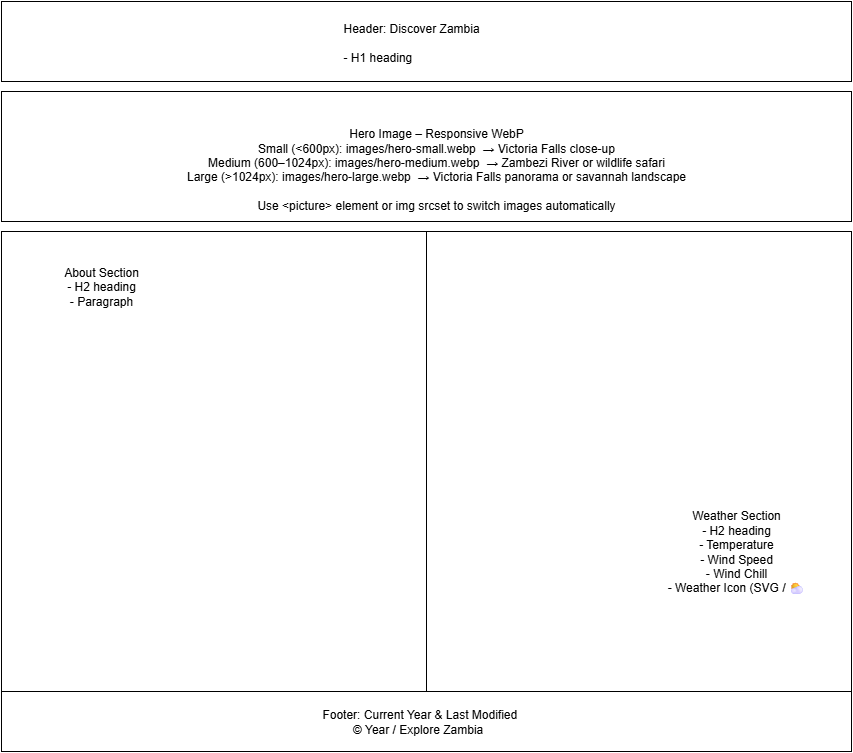 Header: Discover Zambia
- H1 heading
Hero Image – Responsive WebP
Small (<600px): images/hero-small.webp → Victoria Falls close-up
Medium (600–1024px): images/hero-medium.webp → Zambezi River or wildlife safari
Large (>1024px): images/hero-large.webp → Victoria Falls panorama or savannah landscape
Use <picture> element or img srcset to switch images automatically
About Section
- H2 heading
- Paragraph
Weather Section
- H2 heading
- Temperature
- Wind Speed
- Wind Chill
- Weather Icon (SVG / 🌤
Footer: Current Year & Last Modified
© Year / Explore Zambia